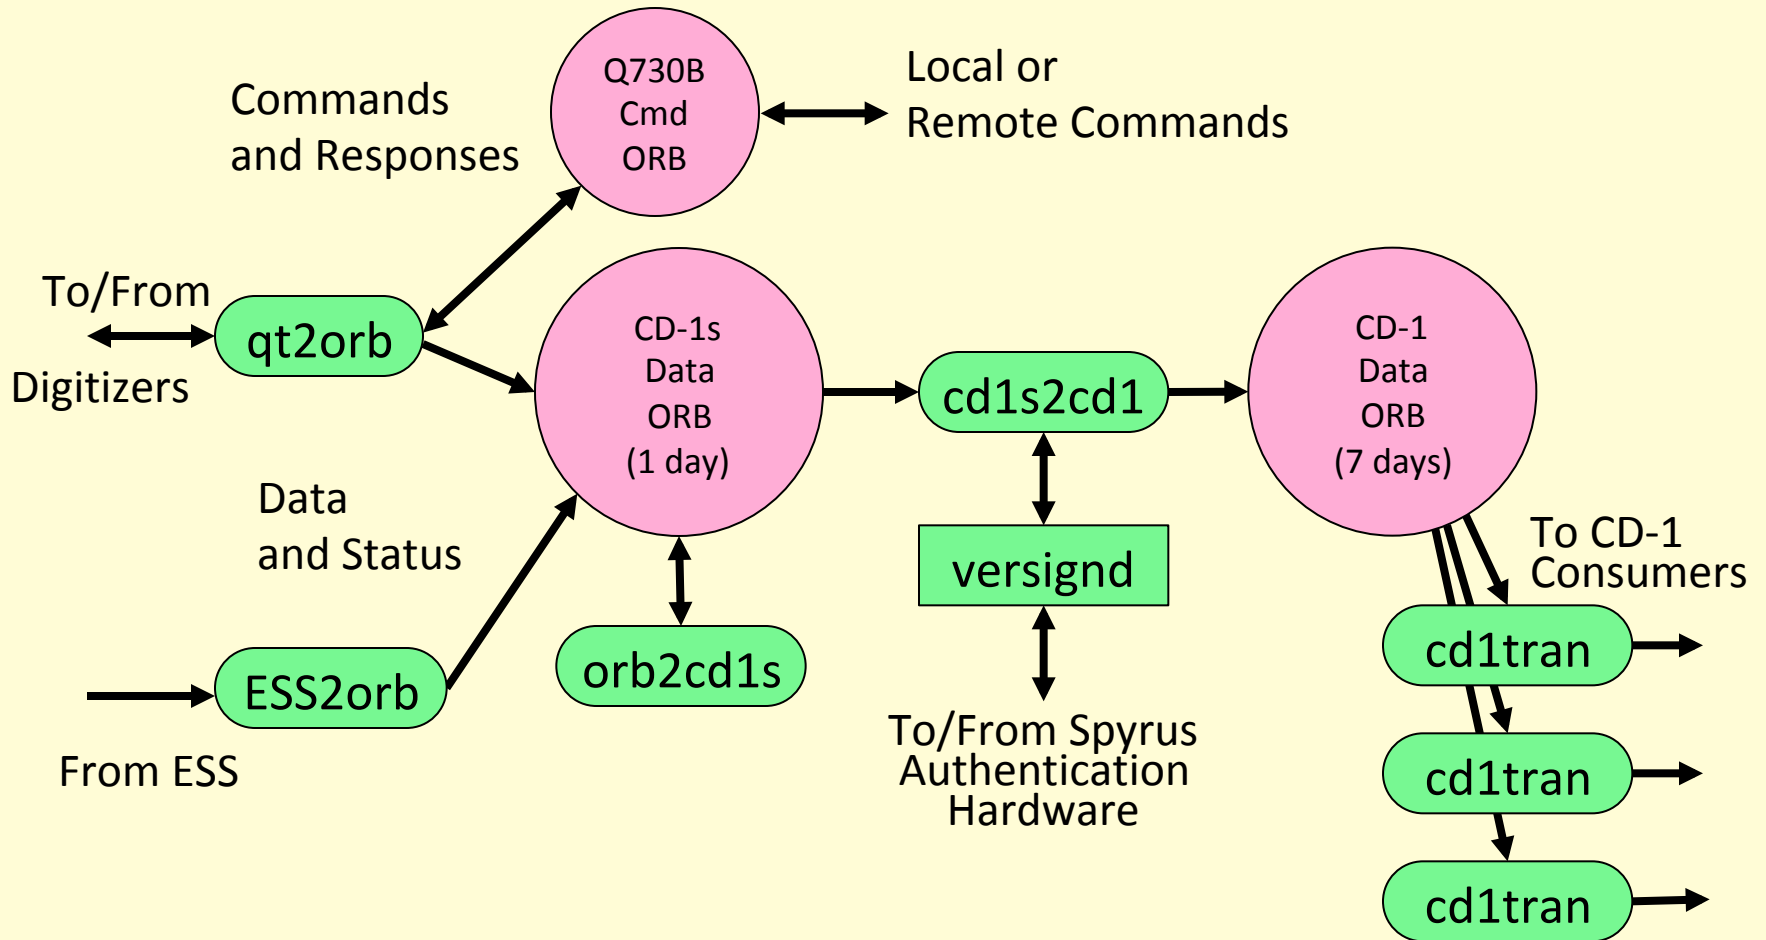 Q730B
Cmd
ORB
Local or
Remote Commands
Commands
and Responses
To/From
Digitizers
qt2orb
CD-1s
Data
ORB
(1 day)
cd1s2cd1
CD-1
Data
ORB
(7 days)
Data
and Status
versignd
To CD-1
Consumers
ESS2orb
From ESS
orb2cd1s
To/From Spyrus
Authentication
Hardware
cd1tran
cd1tran
cd1tran